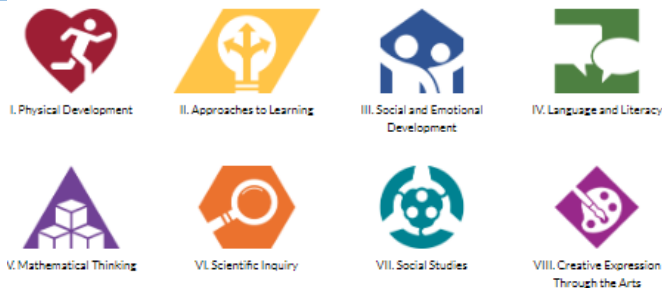 I. Physical Development
II. Approaches to Learning
III. Social and Emotional
Development
IV. Language and Literacy
V. Mathematical Thinking
VI. Scientific Inquiry
VII. Social Studies
VIII. Creative Expression
Through the Arts